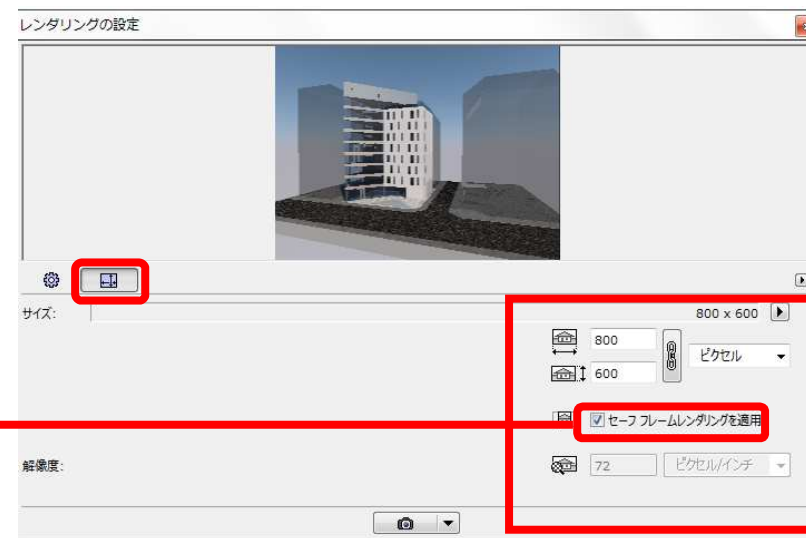 レンダリングの設定
サイズ:
800 x 600
800
ピクセル
600
セーフ フレームレンダリングを適用
解像度:
72
ピクセル/インチ